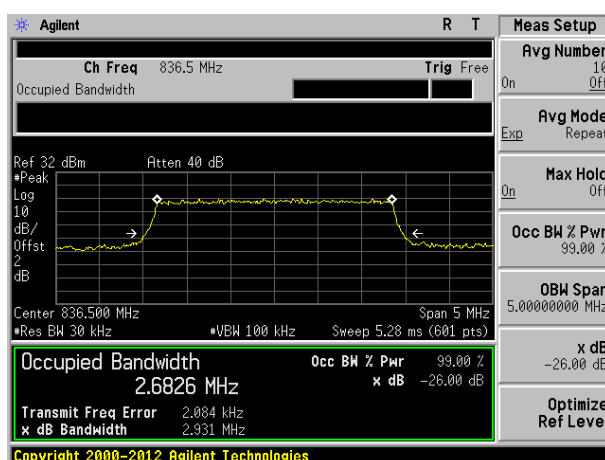 Agilent R T
Ch Freq 836.5 MHz Trig Free
Occupied Bandwidth
Ref 32 dBm Atten 40 dB
#Peak
Log
10
dB/
Offst
2
dB
Center 836.500 MHz Span 5 MHz
#Res BW 30 kHz #VBW 100 kHz Sweep 5.28 ms (601 pts)
Occupied Bandwidth Occ BW % Pwr 99.00 %
2.6826 MHz x dB -26.00 dB
Transmit Freq Error 2.084 kHz
x dB Bandwidth 2.931 MHz
Copyright 2000-2012 Agilent Technologies
Meas Setup
Avg Number
10
On Off
Avg Mode
Exp Repeat
Max Hold
On Off
Occ BW % Pwr
99.00 %
OBW Span
5.00000000 MHz
x dB
-26.00 dB
Optimize
Ref Level